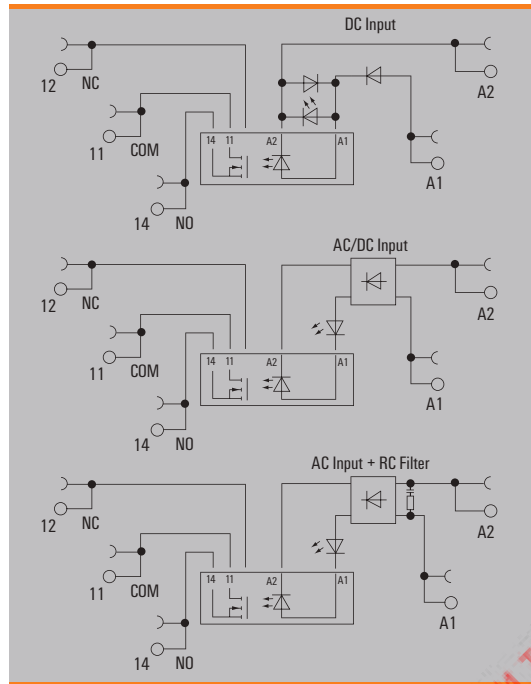 DC Input
12 NC
A2
11 COM
14 11 A2 A1
A1
14 NO
AC/DC Input
12 NC
A2
11 COM
14 11 A2 A1
A1
14 NO
AC Input + RC Filter
12 NC
A2
11 COM
14 11 A2 A1
A1
14 NO